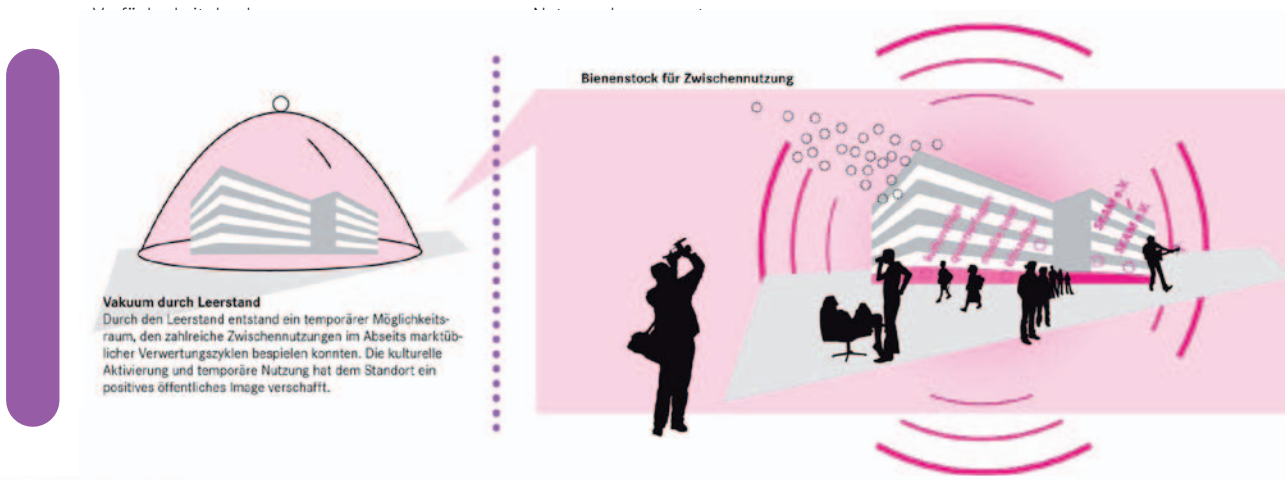 Bienenstock für Zwischennutzung
Vakuum durch Leerstand
Durch den Leerstand entstand ein temporärer Möglichkeits-
raum, den zahlreiche Zwischennutzungen im Abseits marktüb-
licher Verwertungszyklen bespielen konnten. Die kulturelle
Aktivierung und temporäre Nutzung hat dem Standort ein
positives öffentliches Image verschafft.
SKAM e.V.
SKAM e.V.